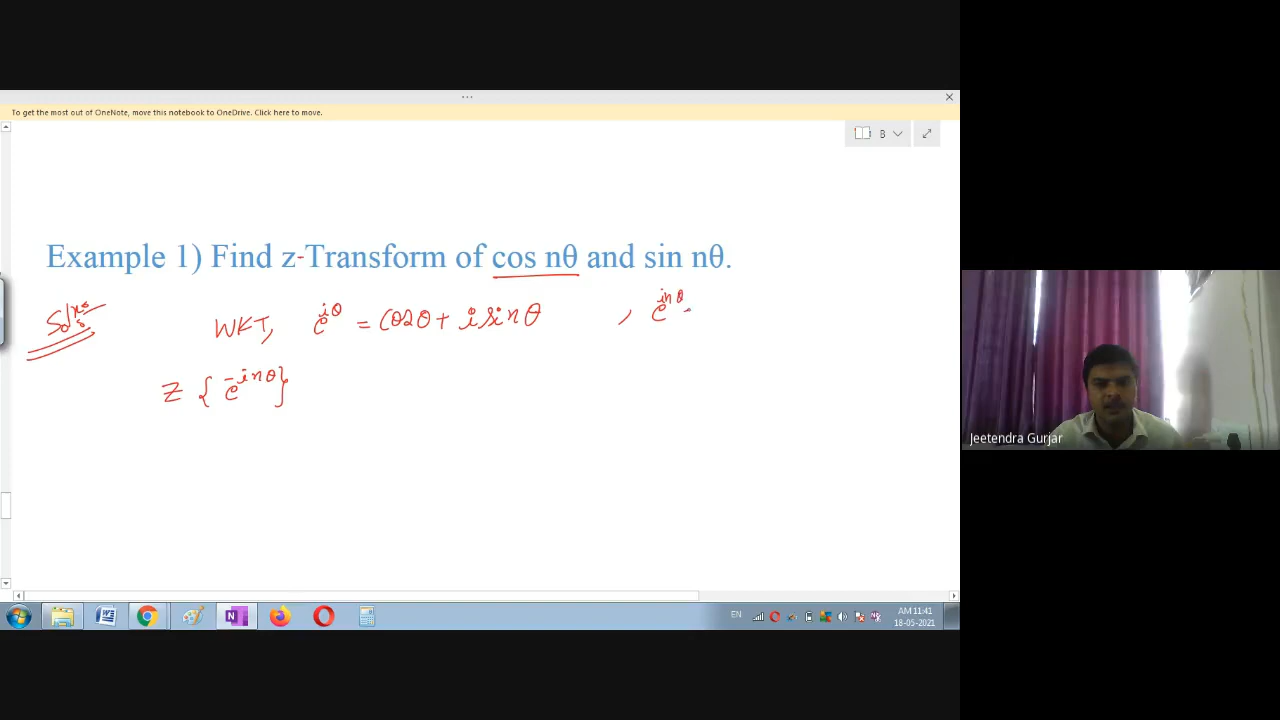 To get the most out of OneNote, move this notebook to OneDrive. Click here to move.
B
Example 1) Find z-Transform of cos nθ and sin nθ.
WKT, e^{iθ} = cosθ + i sin θ , e^{inθ}
Z { e^{-inθ} }
Jeetendra Gurjar
EN
AM 11:41
18-05-2021